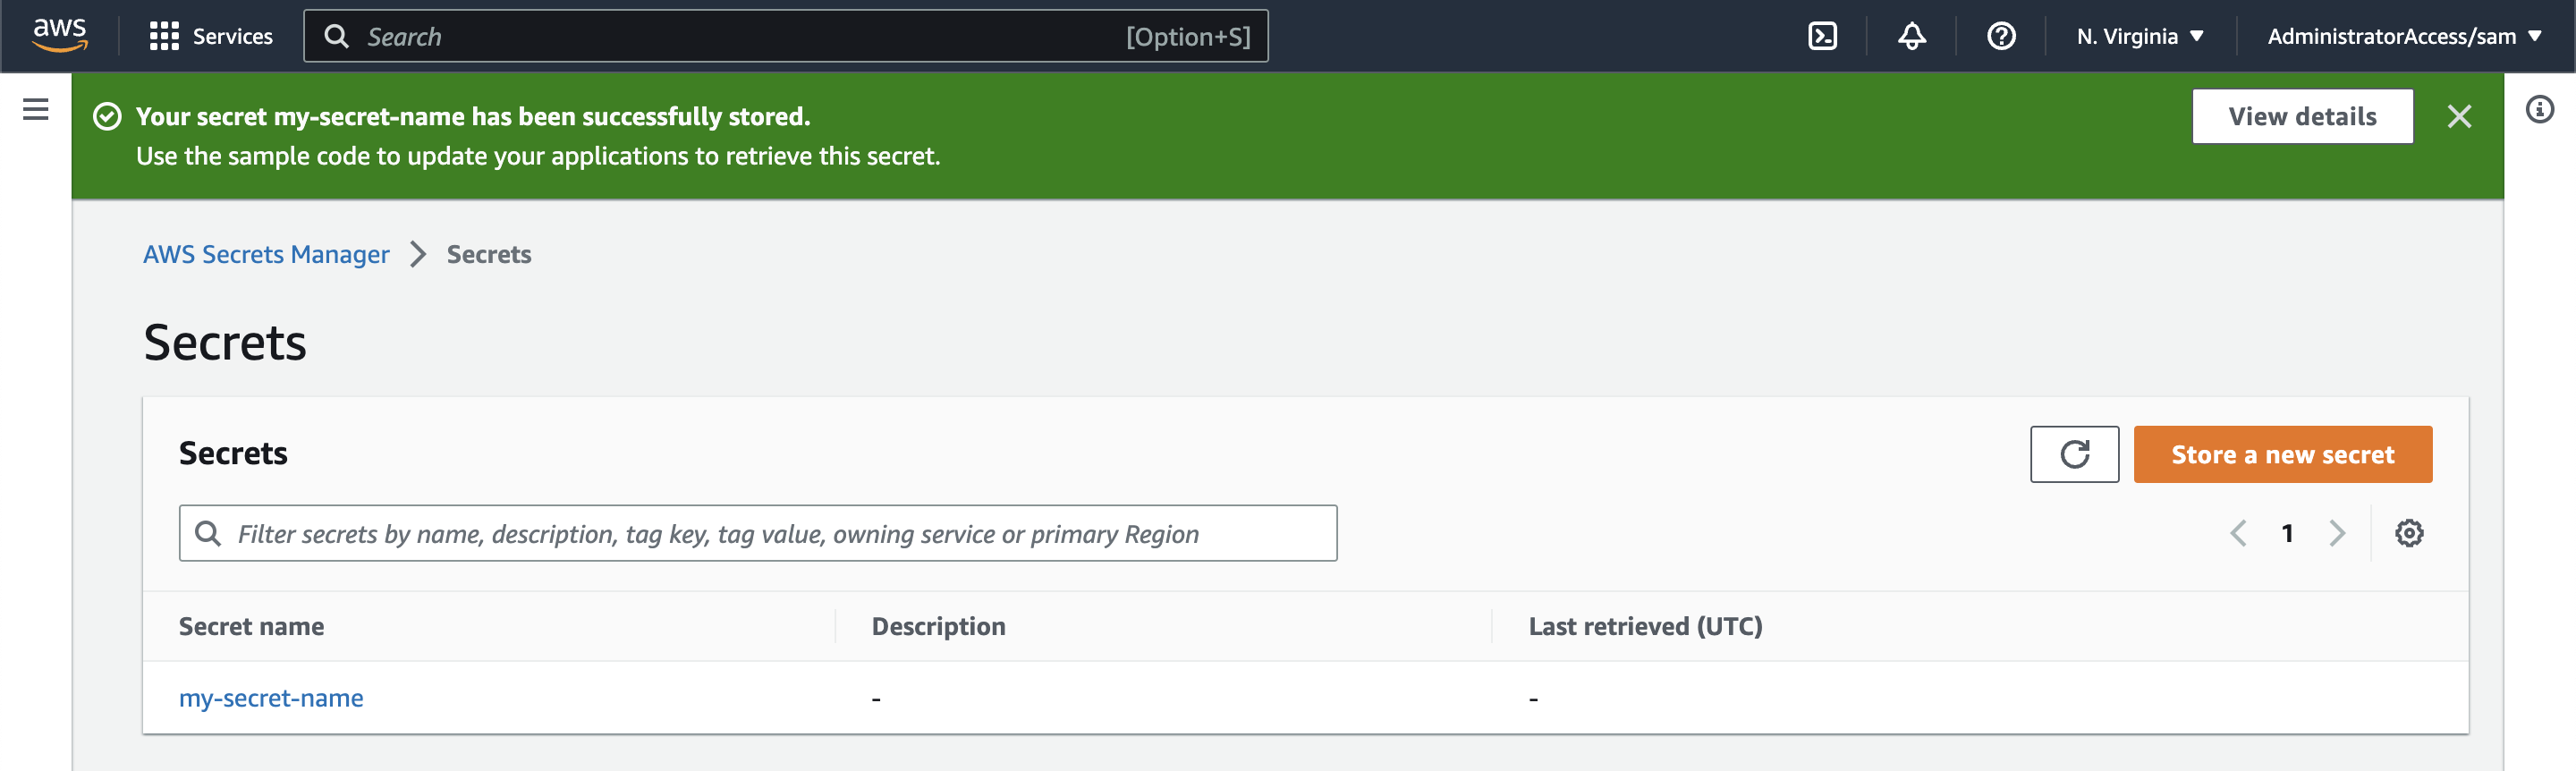 aws Services Search [Option+S] N. Virginia AdministratorAccess/sam
Your secret my-secret-name has been successfully stored. View details
Use the sample code to update your applications to retrieve this secret.
AWS Secrets Manager Secrets
Secrets
Secrets Store a new secret
Filter secrets by name, description, tag key, tag value, owning service or primary Region 1
Secret name Description Last retrieved (UTC)
my-secret-name - -